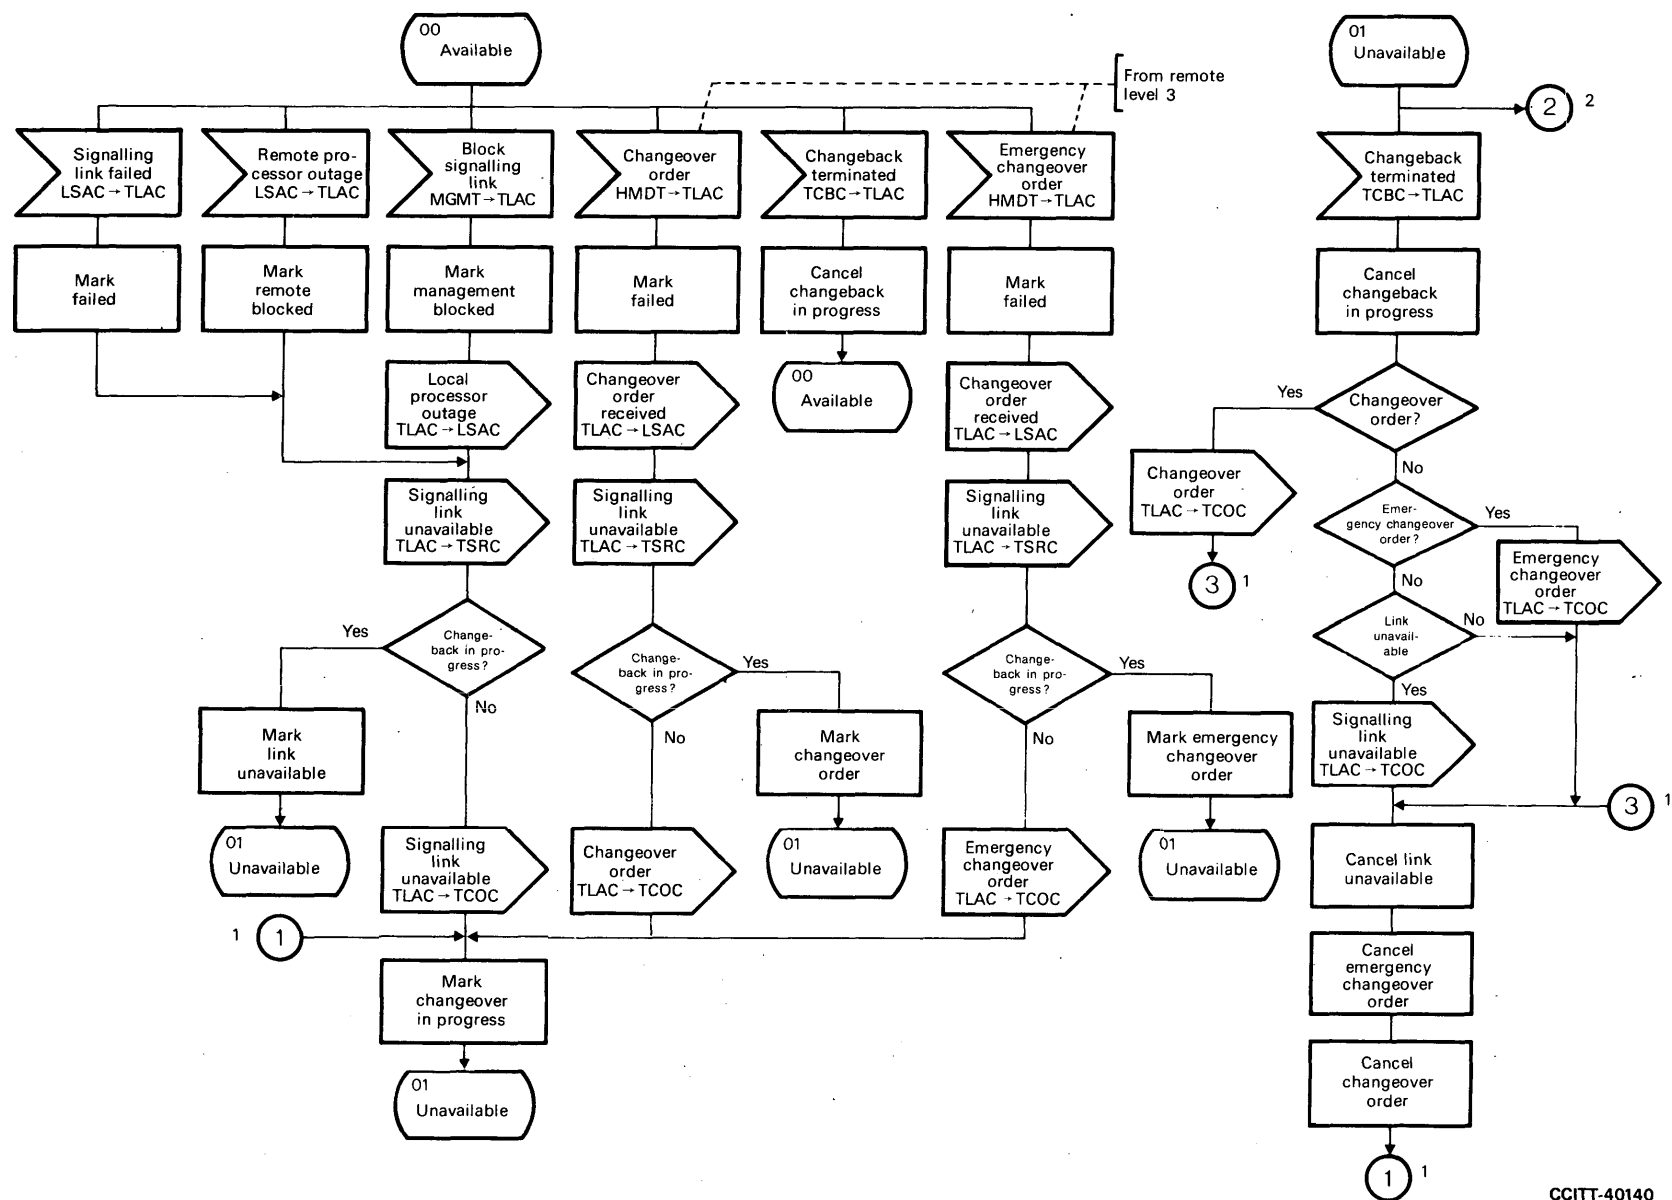 00
Available
01
Unavailable
From remote
level 3
2
2
Signalling
link failed
LSAC → TLAC
Remote pro-
cessor outage
LSAC → TLAC
Block
signalling
link
MGMT → TLAC
Changeover
order
HMDT → TLAC
Changeback
terminated
TCBC → TLAC
Emergency
changeover
order
HMDT → TLAC
Changeback
terminated
TCBC → TLAC
Mark
failed
Mark
remote
blocked
Mark
management
blocked
Mark
failed
Cancel
changeback
in progress
Mark
failed
Cancel
changeback
in progress
Local
processor
outage
TLAC → LSAC
Changeover
order
received
TLAC → LSAC
00
Available
Changeover
order
received
TLAC → LSAC
Yes
Changeover
order?
No
Changeover
order
TLAC → TCOC
3
1
Signalling
link
unavailable
TLAC → TSRC
Signalling
link
unavailable
TLAC → TSRC
Signalling
link
unavailable
TLAC → TSRC
Emer-
gency changeover
order?
Yes
No
Emergency
changeover
order
TLAC → TCOC
Link
unavail-
able
No
Yes
Yes
Change-
back in pro-
gress?
No
Change-
back in pro-
gress?
Yes
No
Change-
back in pro-
gress?
Yes
No
Mark
link
unavailable
Mark
changeover
order
Mark emergency
changeover
order
Signalling
link
unavailable
TLAC → TCOC
3
1
01
Unavailable
Signalling
link
unavailable
TLAC → TCOC
Changeover
order
TLAC → TCOC
01
Unavailable
Emergency
changeover
order
TLAC → TCOC
01
Unavailable
Cancel link
unavailable
1
1
Mark
changeover
in progress
Cancel
emergency
changeover
order
01
Unavailable
Cancel
changeover
order
1
1
CCITT-40140